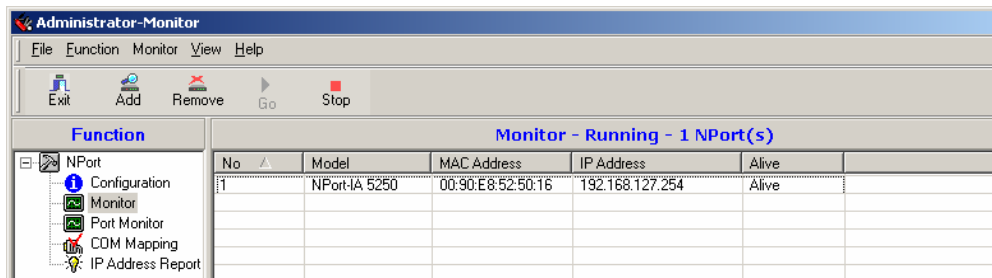 Administrator-Monitor
File Function Monitor View Help
Exit Add Remove Go Stop
Function
Monitor - Running - 1 NPort(s)
NPort
Configuration
Monitor
Port Monitor
COM Mapping
IP Address Report
No Model MAC Address IP Address Alive
1 NPort-IA 5250 00:90:E8:52:50:16 192.168.127.254 Alive